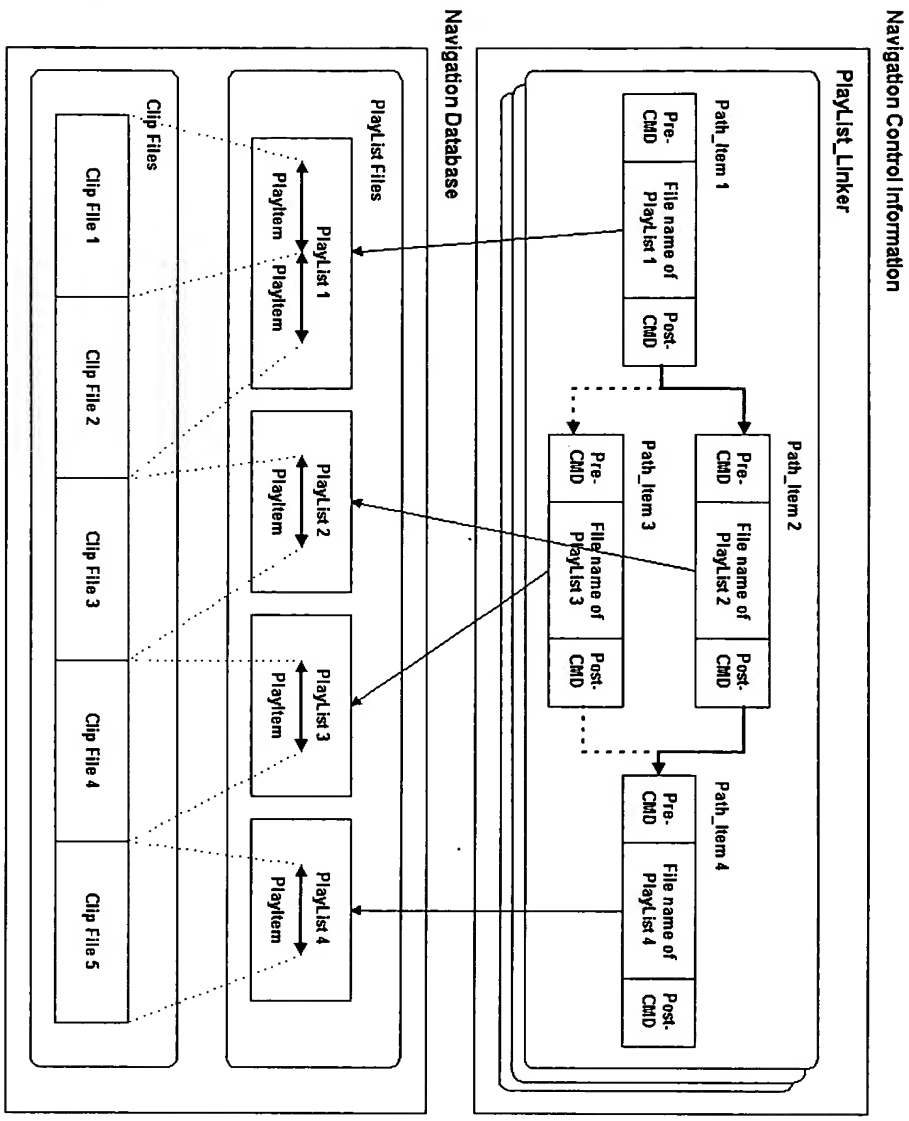 Navigation Control Information
PlayList_Linker
Path_Item 1
Pre-
CMD
File name of
PlayList 1
Post-
CMD
Path_Item 2
Pre-
CMD
File name of
PlayList 2
Post-
CMD
Path_Item 3
Pre-
CMD
File name of
PlayList 3
Post-
CMD
Path_Item 4
Pre-
CMD
File name of
PlayList 4
Post-
CMD
Navigation Database
PlayList Files
PlayList 1
PlayItem
PlayItem
PlayList 2
PlayItem
PlayList 3
PlayItem
PlayList 4
PlayItem
Clip Files
Clip File 1
Clip File 2
Clip File 3
Clip File 4
Clip File 5